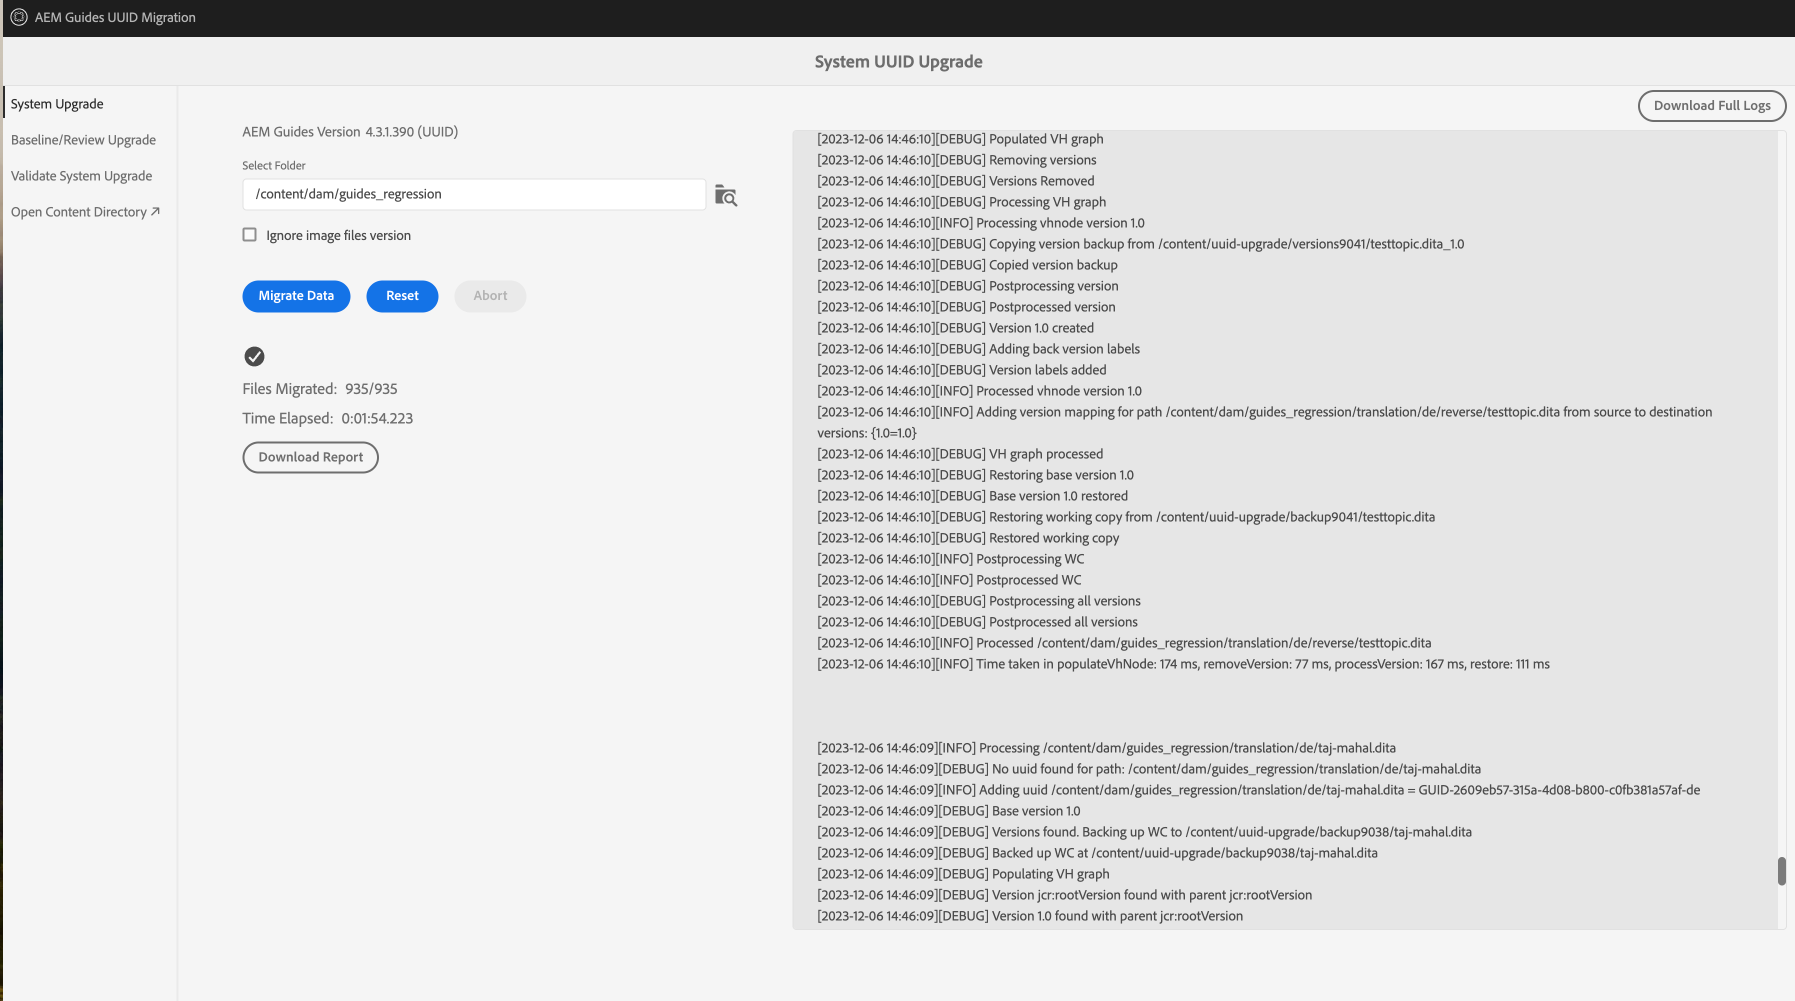 AEM Guides UUID Migration
System UUID Upgrade
System Upgrade
Baseline/Review Upgrade
Validate System Upgrade
Open Content Directory
AEM Guides Version 4.3.1.390 (UUID)
Select Folder
/content/dam/guides_regression
Ignore image files version
Migrate Data
Reset
Abort
Files Migrated: 935/935
Time Elapsed: 0:01:54.223
Download Report
Download Full Logs
[2023-12-06 14:46:10][DEBUG] Populated VH graph
[2023-12-06 14:46:10][DEBUG] Removing versions
[2023-12-06 14:46:10][DEBUG] Versions Removed
[2023-12-06 14:46:10][DEBUG] Processing VH graph
[2023-12-06 14:46:10][INFO] Processing vhnode version 1.0
[2023-12-06 14:46:10][DEBUG] Copying version backup from /content/uuid-upgrade/versions9041/testtopic.dita_1.0
[2023-12-06 14:46:10][DEBUG] Copied version backup
[2023-12-06 14:46:10][DEBUG] Postprocessing version
[2023-12-06 14:46:10][DEBUG] Postprocessed version
[2023-12-06 14:46:10][DEBUG] Version 1.0 created
[2023-12-06 14:46:10][DEBUG] Adding back version labels
[2023-12-06 14:46:10][DEBUG] Version labels added
[2023-12-06 14:46:10][INFO] Processed vhnode version 1.0
[2023-12-06 14:46:10][INFO] Adding version mapping for path /content/dam/guides_regression/translation/de/reverse/testtopic.dita from source to destination
versions: {1.0=1.0}
[2023-12-06 14:46:10][DEBUG] VH graph processed
[2023-12-06 14:46:10][DEBUG] Restoring base version 1.0
[2023-12-06 14:46:10][DEBUG] Base version 1.0 restored
[2023-12-06 14:46:10][DEBUG] Restoring working copy from /content/uuid-upgrade/backup9041/testtopic.dita
[2023-12-06 14:46:10][DEBUG] Restored working copy
[2023-12-06 14:46:10][INFO] Postprocessing WC
[2023-12-06 14:46:10][INFO] Postprocessed WC
[2023-12-06 14:46:10][DEBUG] Postprocessing all versions
[2023-12-06 14:46:10][DEBUG] Postprocessed all versions
[2023-12-06 14:46:10][INFO] Processed /content/dam/guides_regression/translation/de/reverse/testtopic.dita
[2023-12-06 14:46:10][INFO] Time taken in populateVhNode: 174 ms, removeVersion: 77 ms, processVersion: 167 ms, restore: 111 ms
[2023-12-06 14:46:09][INFO] Processing /content/dam/guides_regression/translation/de/taj-mahal.dita
[2023-12-06 14:46:09][DEBUG] No uuid found for path: /content/dam/guides_regression/translation/de/taj-mahal.dita
[2023-12-06 14:46:09][INFO] Adding uuid /content/dam/guides_regression/translation/de/taj-mahal.dita = GUID-2609eb57-315a-4d08-b800-c0fb381a57af-de
[2023-12-06 14:46:09][DEBUG] Base version 1.0
[2023-12-06 14:46:09][DEBUG] Versions found. Backing up WC to /content/uuid-upgrade/backup9038/taj-mahal.dita
[2023-12-06 14:46:09][DEBUG] Backed up WC at /content/uuid-upgrade/backup9038/taj-mahal.dita
[2023-12-06 14:46:09][DEBUG] Populating VH graph
[2023-12-06 14:46:09][DEBUG] Version jcr:rootVersion found with parent jcr:rootVersion
[2023-12-06 14:46:09][DEBUG] Version 1.0 found with parent jcr:rootVersion